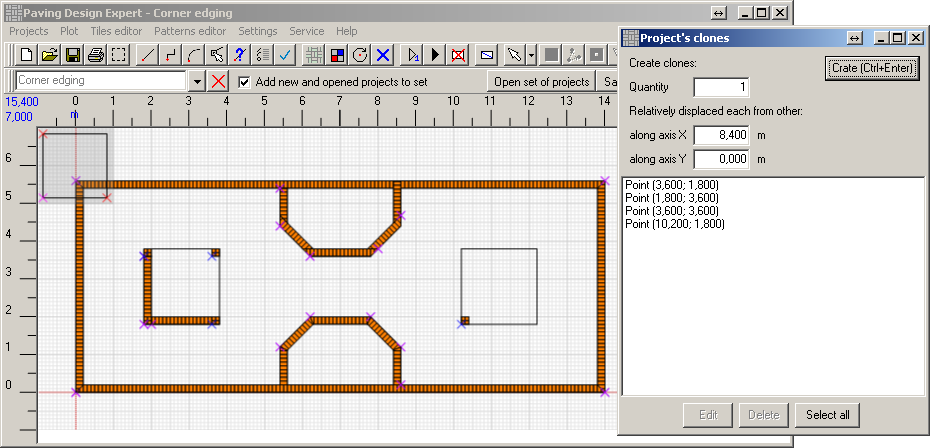 Paving Design Expert - Corner edging
Projects Plot Tiles editor Patterns editor Settings Service Help
Corner edging
Add new and opened projects to set
Open set of projects
Sa
15,400
7,000
m
0 1 2 3 4 5 6 7 8 9 10 11 12 13 14
6
5
4
3
2
1
0
Project's clones
Create clones:
Crate (Ctrl+Enter)
Quantity 1
Relatively displaced each from other:
along axis X 8,400 m
along axis Y 0,000 m
Point (3,600; 1,800)
Point (1,800; 3,600)
Point (3,600; 3,600)
Point (10,200; 1,800)
Edit Delete Select all